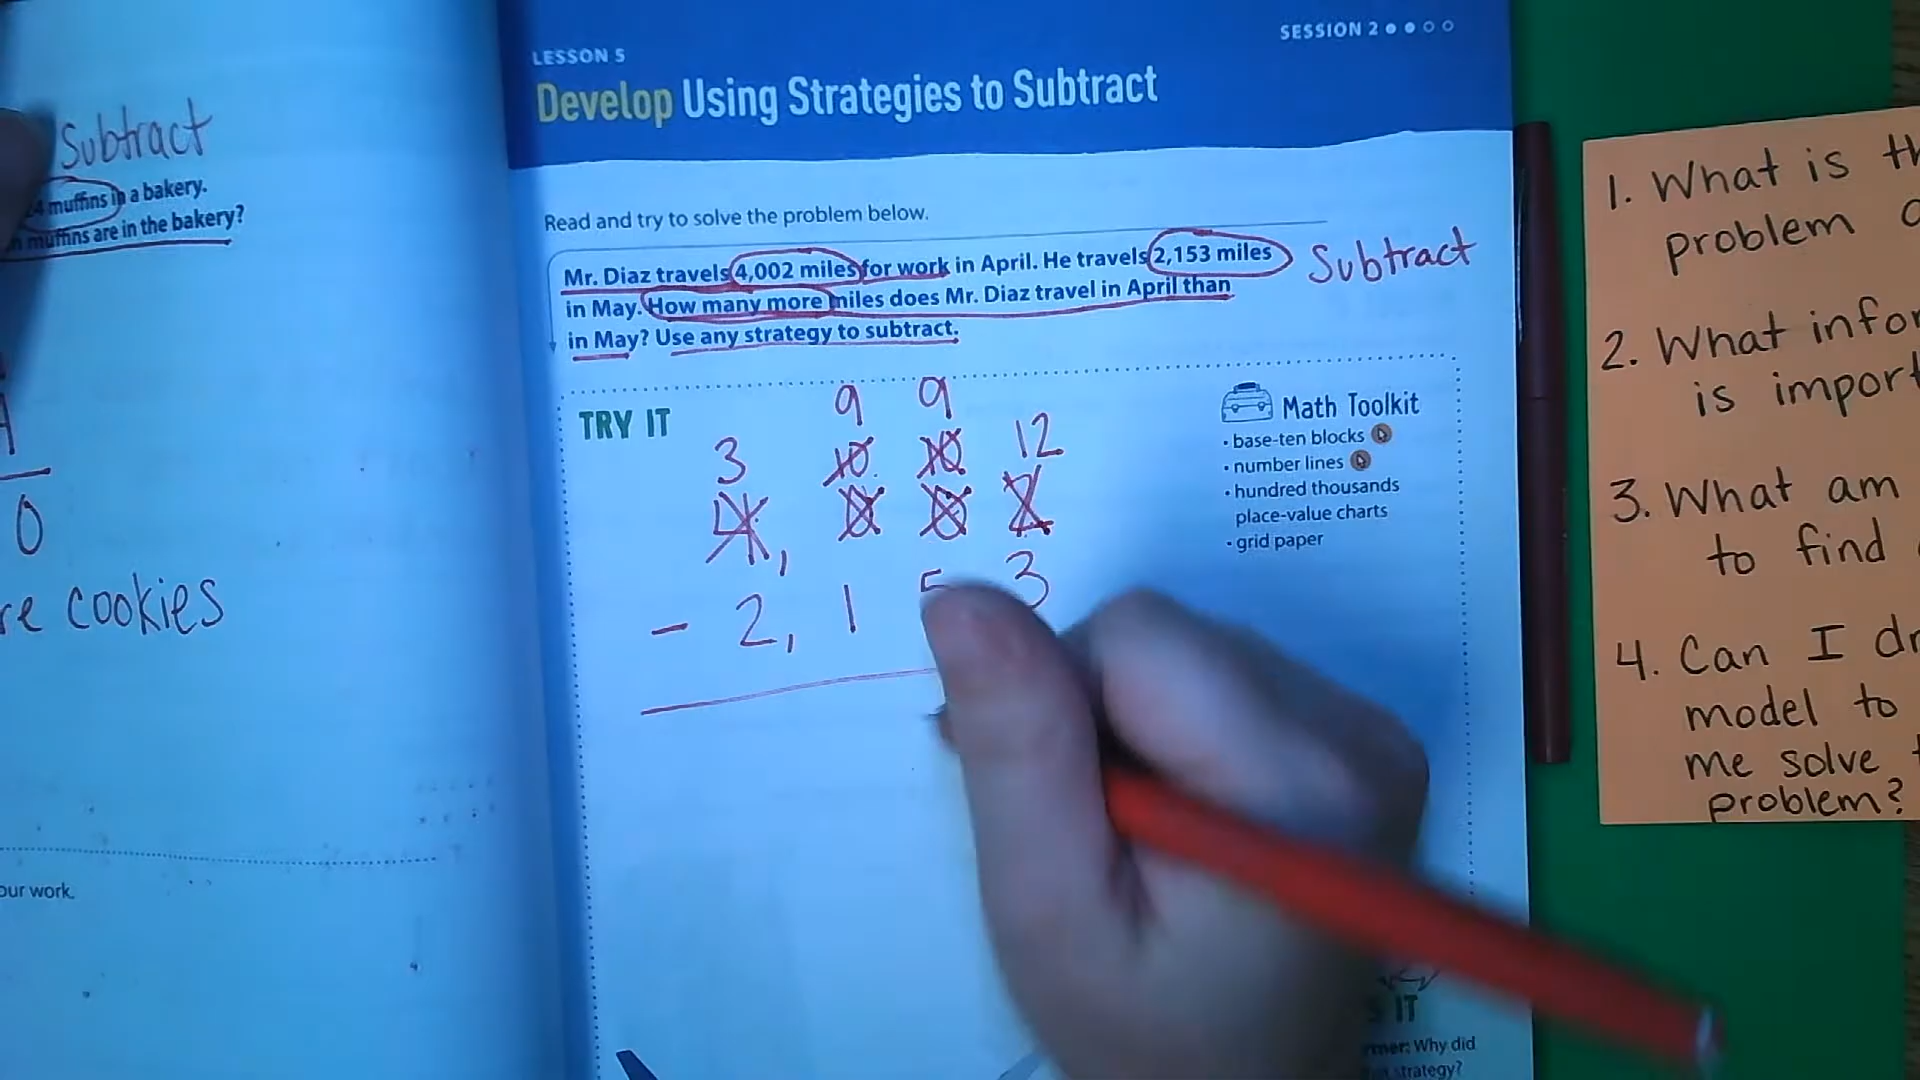 Subtract
muffins in a bakery.
muffins are in the bakery?
0
cookies
our work.
LESSON 5
SESSION 2
Develop Using Strategies to Subtract
Read and try to solve the problem below.
Mr. Diaz travels 4,002 miles for work in April. He travels 2,153 miles
in May. How many more miles does Mr. Diaz travel in April than
in May? Use any strategy to subtract.
Subtract
TRY IT
9 9
3 10 10 12
4, 0 0 2
- 2, 1 5 3
Math Toolkit
• base-ten blocks
• number lines
• hundred thousands
place-value charts
• grid paper
IT
Why did
strategy?
1. What is
problem
2. What
is
3. What am
to find
4. Can I
model to
me solve
problem?